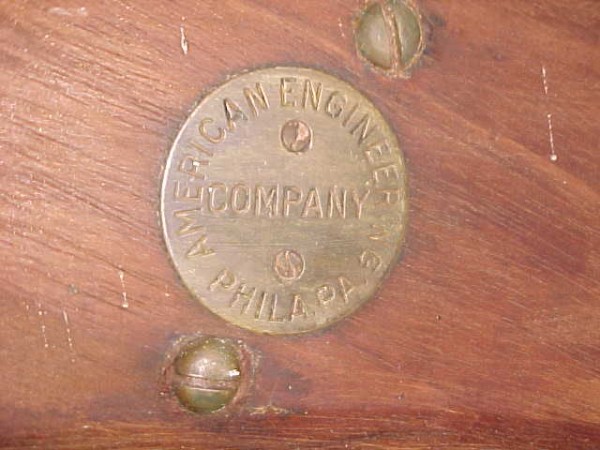 AMERICAN ENGINEERING
COMPANY
PHILA. PA.